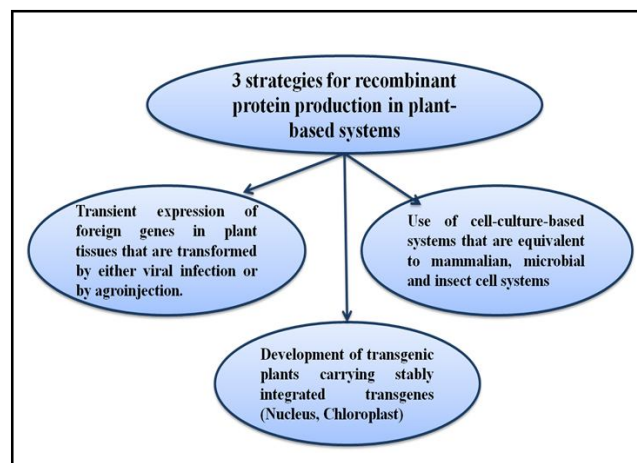 3 strategies for recombinant
protein production in plant-
based systems
Transient expression of
foreign genes in plant
tissues that are transformed
by either viral infection or
by agroinjection.
Use of cell-culture-based
systems that are equivalent
to mammalian, microbial
and insect cell systems
Development of transgenic
plants carrying stably
integrated transgenes
(Nucleus, Chloroplast)